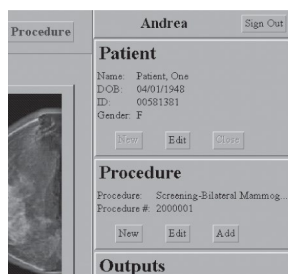 Procedure
Andrea Sign Out
Patient
Name: Patient, One
DOB: 04/01/1948
ID: 00581381
Gender: F
New Edit Close
Procedure
Procedure: Screening-Bilateral Mammog...
Procedure #: 2000001
New Edit Add
Outputs